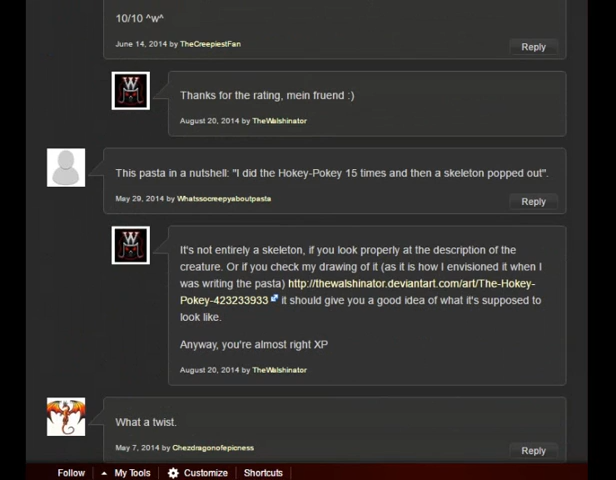 10/10 ^w^
June 14, 2014 by TheCreepiestFan
Reply
Thanks for the rating, mein fruend :)
August 20, 2014 by TheWalshinator
This pasta in a nutshell: "I did the Hokey-Pokey 15 times and then a skeleton popped out".
May 29, 2014 by Whatssocreepyaboutpasta
Reply
It's not entirely a skeleton, if you look properly at the description of the
creature. Or if you check my drawing of it (as it is how I envisioned it when I
was writing the pasta) http://thewalshinator.deviantart.com/art/The-Hokey-
Pokey-423233933 it should give you a good idea of what it's supposed to
look like.
Anyway, you're almost right XP
August 20, 2014 by TheWalshinator
What a twist.
May 7, 2014 by Chezdragonofepicness
Reply
Follow My Tools Customize Shortcuts